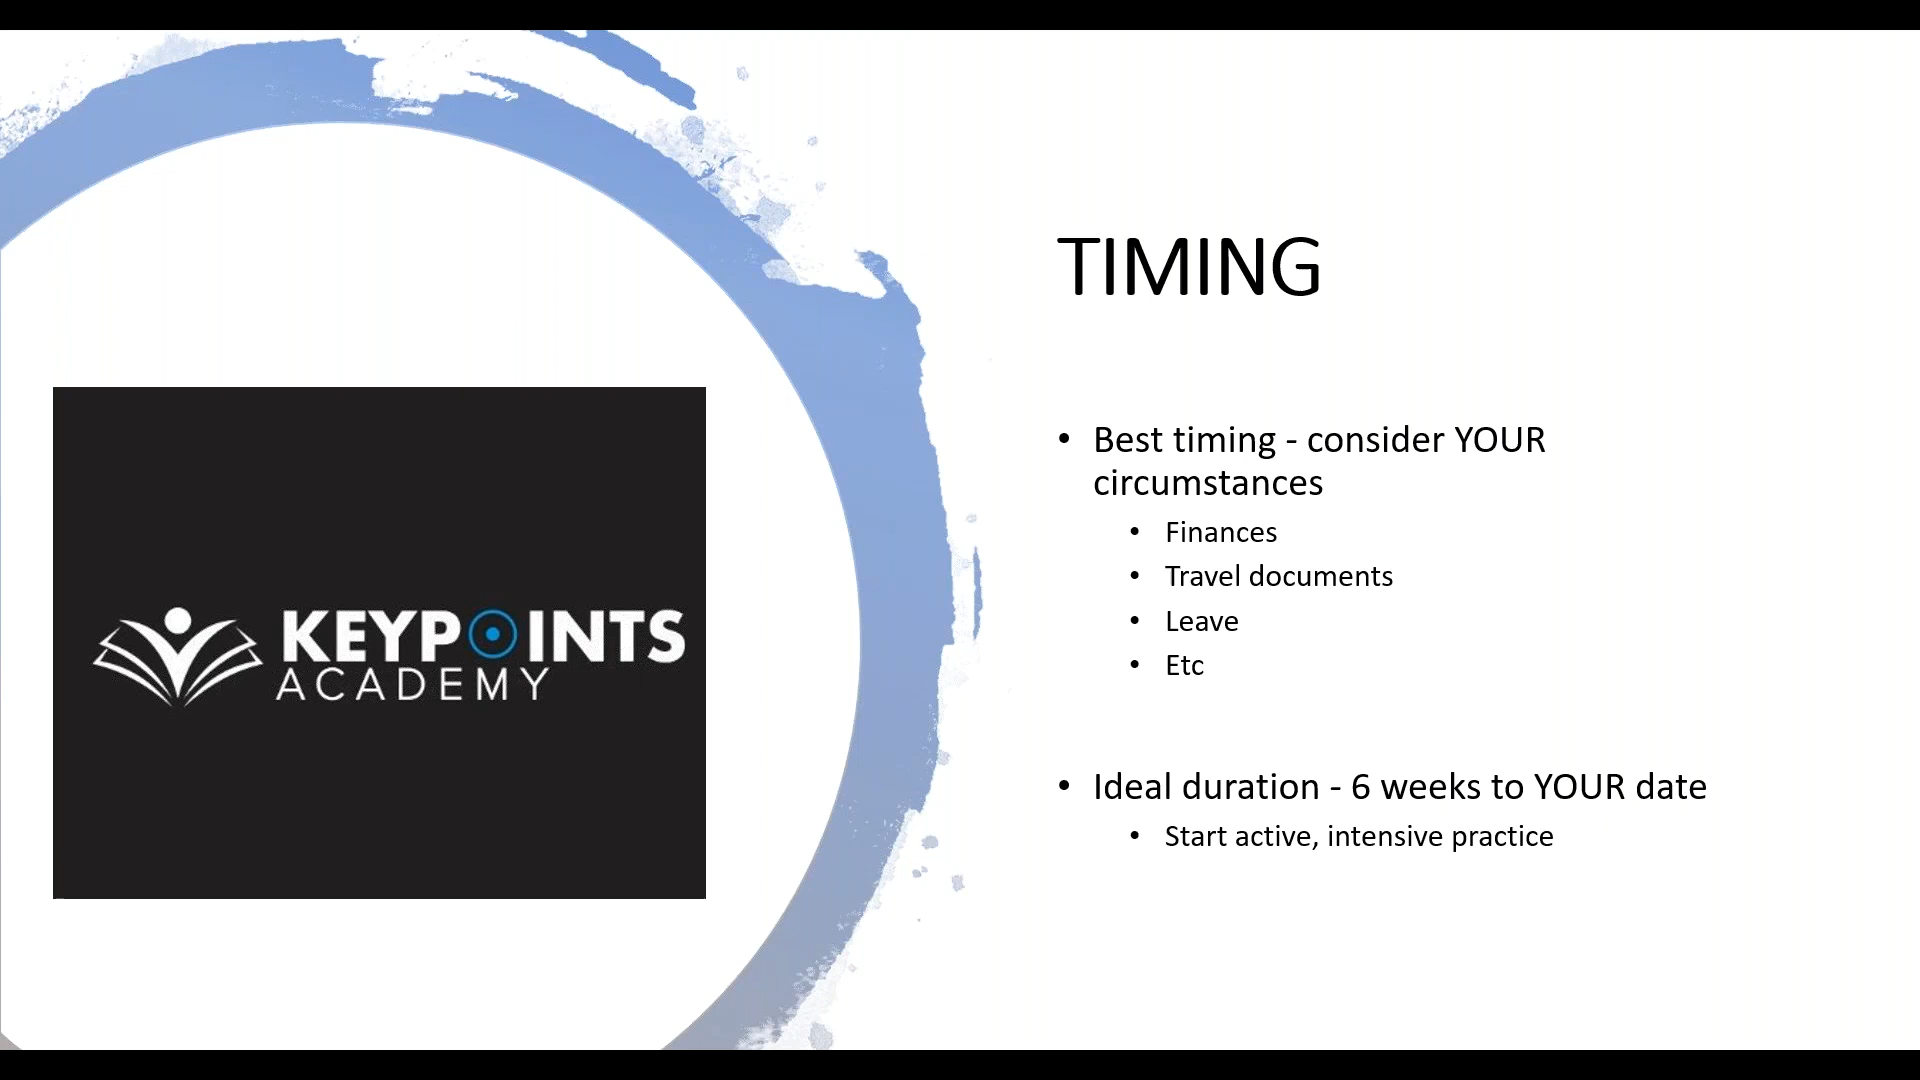 KEYPOINTS
ACADEMY
TIMING
• Best timing - consider YOUR
circumstances
• Finances
• Travel documents
• Leave
• Etc
• Ideal duration - 6 weeks to YOUR date
• Start active, intensive practice